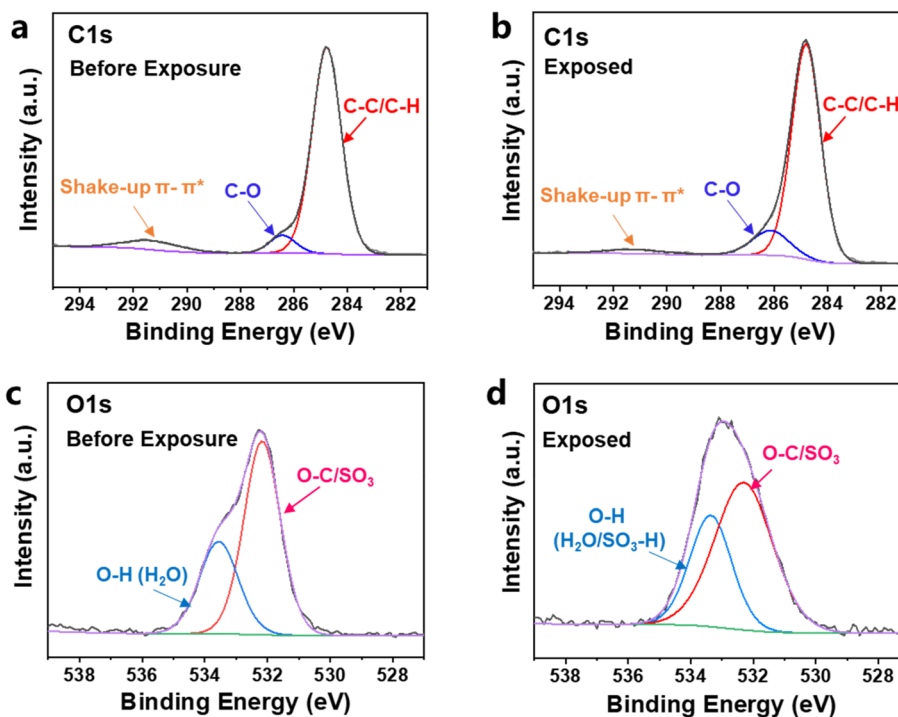 a
C1s
Before Exposure
C-C/C-H
Shake-up π- π*
C-O
Intensity (a.u.)
294 292 290 288 286 284 282
Binding Energy (eV)
b
C1s
Exposed
C-C/C-H
Shake-up π- π*
C-O
Intensity (a.u.)
294 292 290 288 286 284 282
Binding Energy (eV)
c
O1s
Before Exposure
O-C/SO₃
O-H (H₂O)
Intensity (a.u.)
538 536 534 532 530 528
Binding Energy (eV)
d
O1s
Exposed
O-C/SO₃
O-H
(H₂O/SO₃-H)
Intensity (a.u.)
538 536 534 532 530 528
Binding Energy (eV)